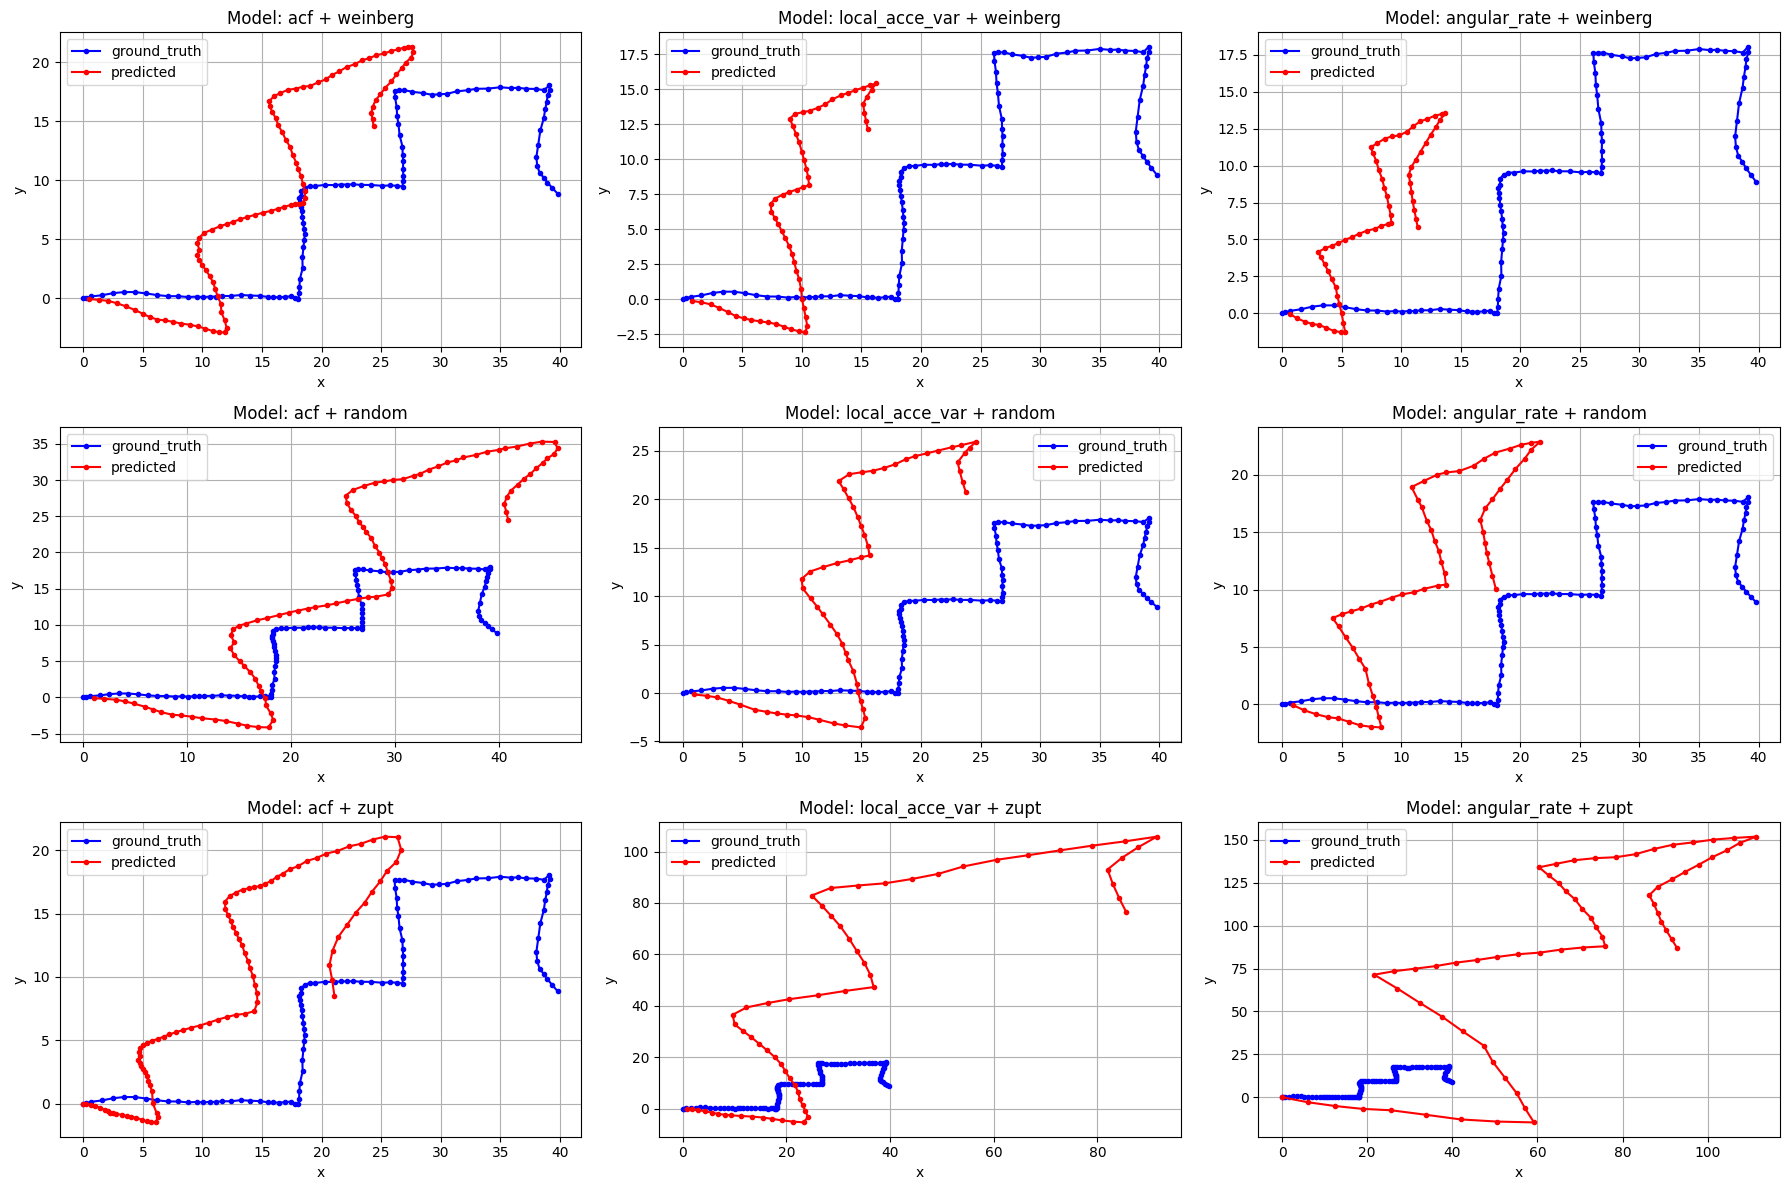 Model: acf + weinberg
ground_truth
predicted
y
20
15
10
5
0
0 5 10 15 20 25 30 35 40
x
Model: local_acce_var + weinberg
ground_truth
predicted
y
17.5
15.0
12.5
10.0
7.5
5.0
2.5
0.0
−2.5
0 5 10 15 20 25 30 35 40
x
Model: angular_rate + weinberg
ground_truth
predicted
y
17.5
15.0
12.5
10.0
7.5
5.0
2.5
0.0
0 5 10 15 20 25 30 35 40
x
Model: acf + random
ground_truth
predicted
y
35
30
25
20
15
10
5
0
−5
0 10 20 30 40
x
Model: local_acce_var + random
ground_truth
predicted
y
25
20
15
10
5
0
−5
0 5 10 15 20 25 30 35 40
x
Model: angular_rate + random
ground_truth
predicted
y
20
15
10
5
0
0 5 10 15 20 25 30 35 40
x
Model: acf + zupt
ground_truth
predicted
y
20
15
10
5
0
0 5 10 15 20 25 30 35 40
x
Model: local_acce_var + zupt
ground_truth
predicted
y
100
80
60
40
20
0
0 20 40 60 80
x
Model: angular_rate + zupt
ground_truth
predicted
y
150
125
100
75
50
25
0
0 20 40 60 80 100
x